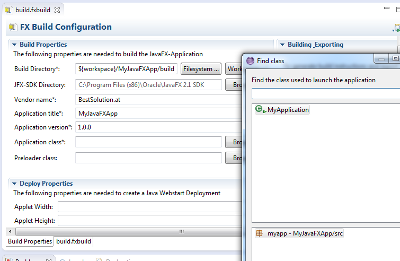 build.fxbuild
FX Build Configuration
Build Properties
The following properties are needed to build the JavaFX-Application
Build Directory*: ${workspace}/MyJavaFXApp/build Filesystem ... Work
JFX-SDK Directory: C:\Program Files (x86)\Oracle\JavaFX 2.1 SDK Bro
Vendor name*: BestSolution.at
Application title*: MyJavaFXApp
Application version*: 1.0.0
Application class*: Bro
Preloader class: Bro
Deploy Properties
The following properties are needed to create a Java Webstart Deployment
Applet Width:
Applet Height:
Build Properties build.fxbuild
Building Exporting
Find class
Find the class used to launch the application
MyApplication
myapp - MyJavaFXApp/src